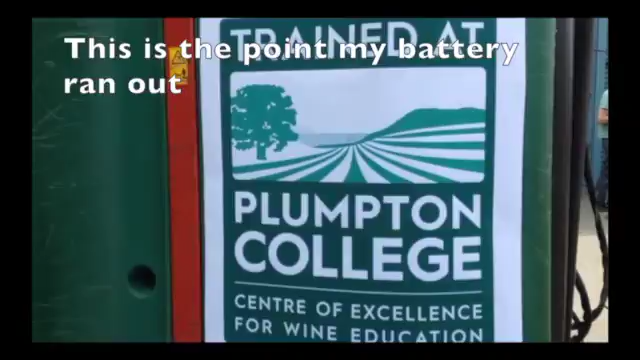 This is the point my battery
ran out
TRAINED AT
PLUMPTON
COLLEGE
CENTRE OF EXCELLENCE
FOR WINE EDUCATION